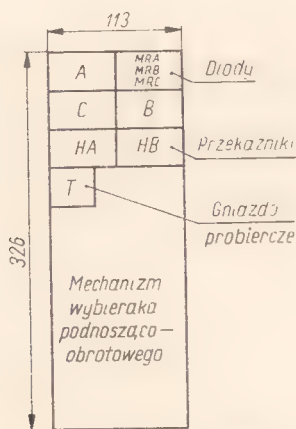 113
A
MRA
MRB
MRC
Diody
C
B
HA
HB
Przekaźniki
T
Gniazdo
probiercze
326
Mechanizm
wybieraka
podnosząco—
obrotowego